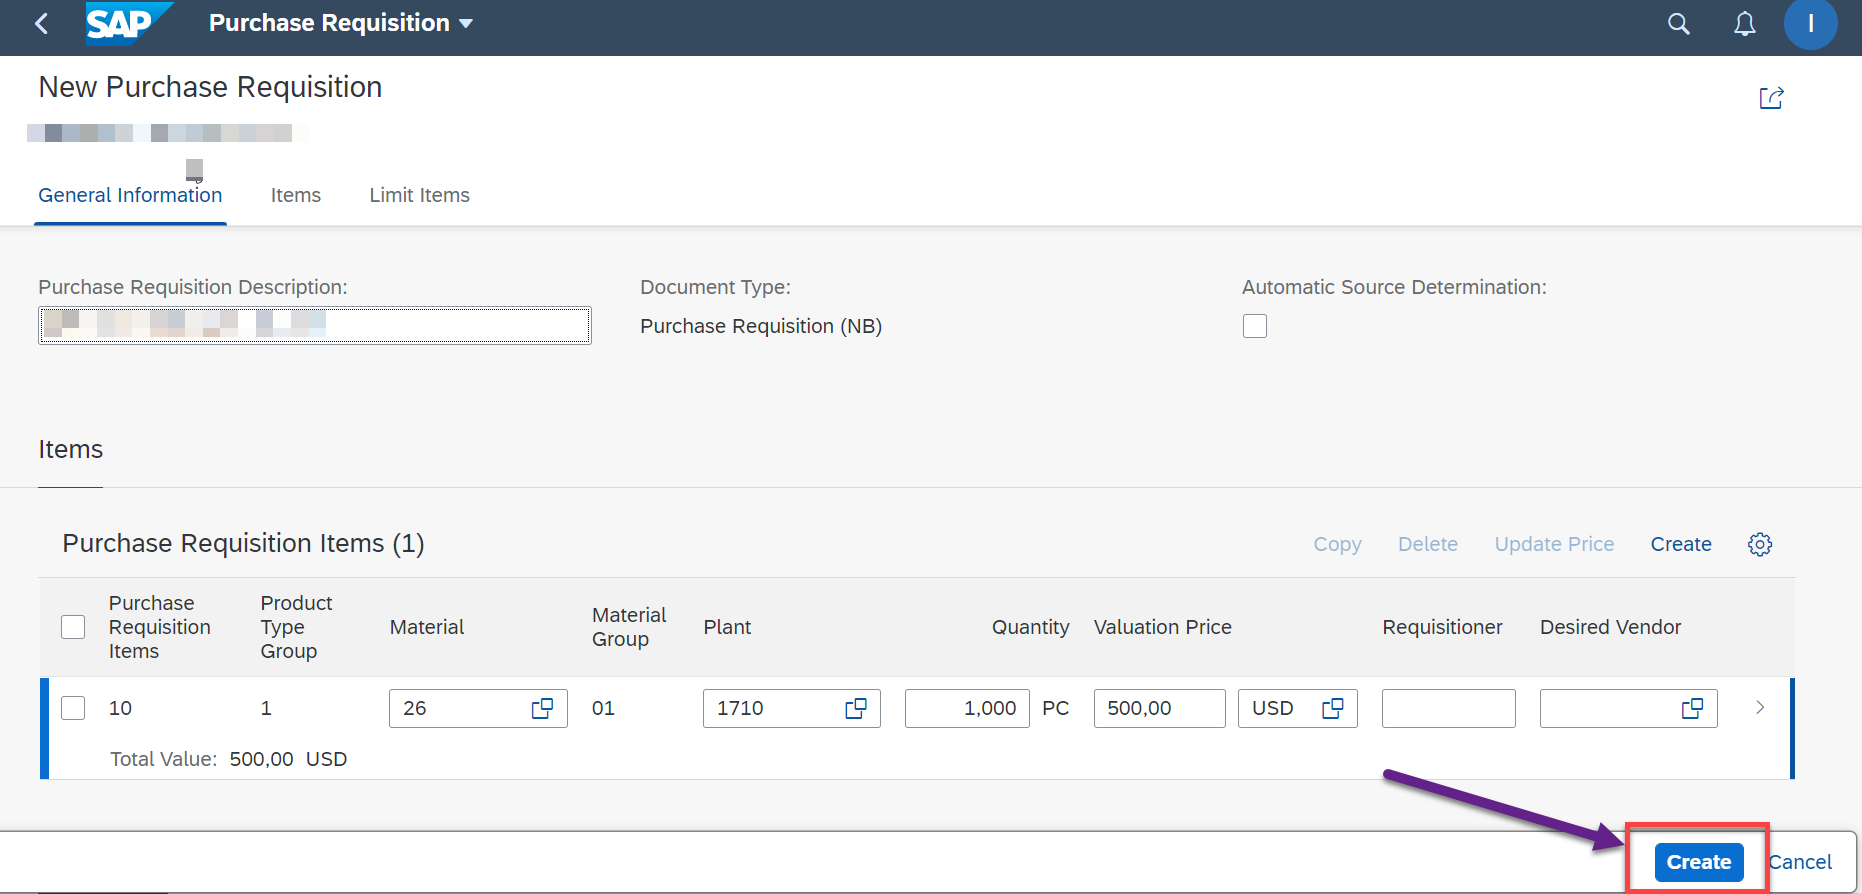 SAP Purchase Requisition
I
New Purchase Requisition
General Information Items Limit Items
Purchase Requisition Description: Document Type: Automatic Source Determination:
Purchase Requisition (NB)
Items
Purchase Requisition Items (1) Copy Delete Update Price Create
Purchase Requisition Items Product Type Group Material Material Group Plant Quantity Valuation Price Requisitioner Desired Vendor
10 1 26 01 1710 1,000 PC 500,00 USD
Total Value: 500,00 USD
Create Cancel